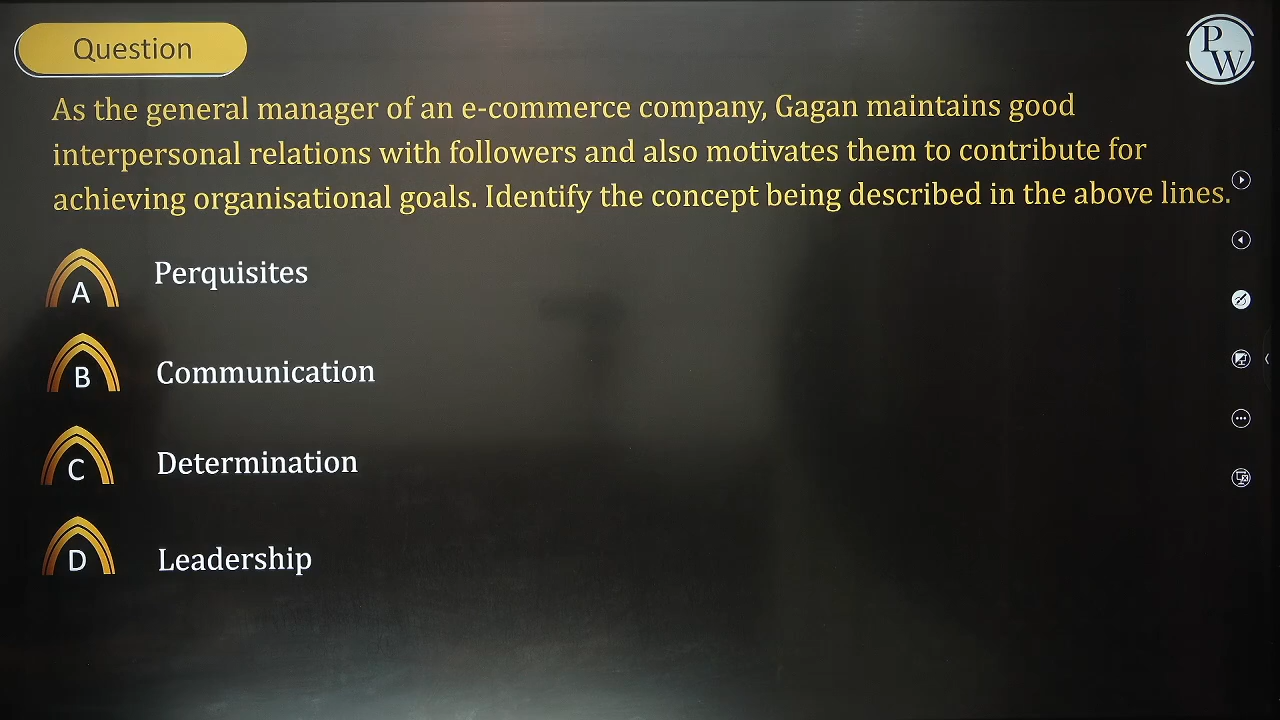 Question
PW
As the general manager of an e-commerce company, Gagan maintains good
interpersonal relations with followers and also motivates them to contribute for
achieving organisational goals. Identify the concept being described in the above lines.
A Perquisites
B Communication
C Determination
D Leadership